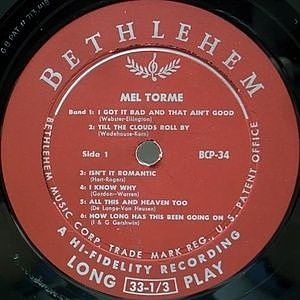 BETHLEHEM
MEL TORME
Band 1: I GOT IT BAD AND THAT AIN'T GOOD
(Webster-Ellington)
2: TILL THE CLOUDS ROLL BY
(Wodehouse-Kern)
Side 1
BCP-34
3: ISN'T IT ROMANTIC
(Hart-Rogers)
4: I KNOW WHY
(Gordon-Warren)
5: ALL THIS AND HEAVEN TOO
(De Lange-Van Heusen)
6: HOW LONG HAS THIS BEEN GOING ON
(I & G Gershwin)
BETHLEHEM MUSIC CORP. TRADE MARK REG., U.S. PATENT OFFICE
A HI-FIDELITY RECORDING
LONG 33-1/3 PLAY